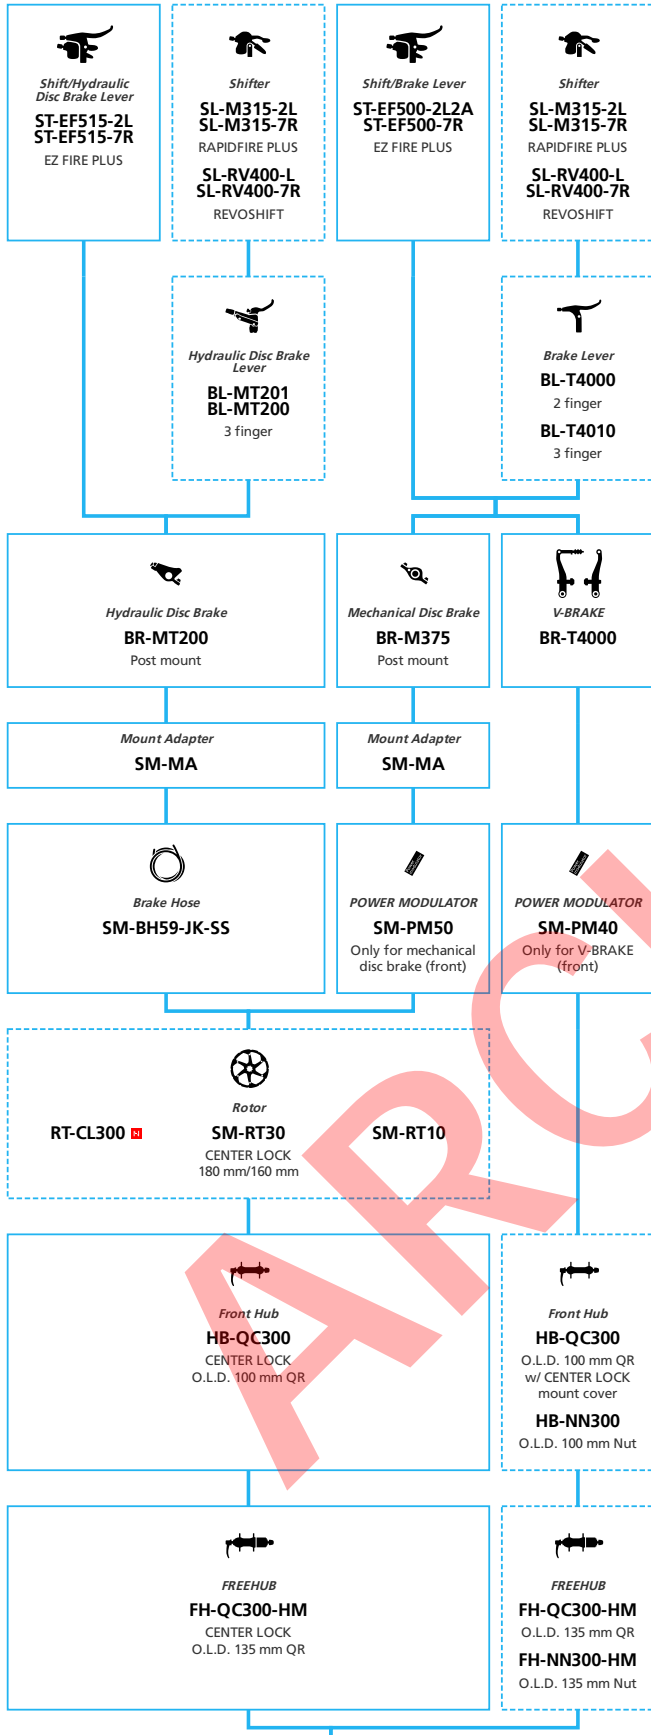 Shift/Hydraulic
Disc Brake Lever
ST-EF515-2L
ST-EF515-7R
EZ FIRE PLUS
Shifter
SL-M315-2L
SL-M315-7R
RAPIDFIRE PLUS
SL-RV400-L
SL-RV400-7R
REVOSHIFT
Shift/Brake Lever
ST-EF500-2L2A
ST-EF500-7R
EZ FIRE PLUS
Shifter
SL-M315-2L
SL-M315-7R
RAPIDFIRE PLUS
SL-RV400-L
SL-RV400-7R
REVOSHIFT
Hydraulic Disc Brake
Lever
BL-MT201
BL-MT200
3 finger
Brake Lever
BL-T4000
2 finger
BL-T4010
3 finger
Hydraulic Disc Brake
BR-MT200
Post mount
Mechanical Disc Brake
BR-M375
Post mount
V-BRAKE
BR-T4000
Mount Adapter
SM-MA
Mount Adapter
SM-MA
Brake Hose
SM-BH59-JK-SS
POWER MODULATOR
SM-PM50
Only for mechanical
disc brake (front)
POWER MODULATOR
SM-PM40
Only for V-BRAKE
(front)
Rotor
RT-CL300 N SM-RT30 SM-RT10
CENTER LOCK
180 mm/160 mm
Front Hub
HB-QC300
CENTER LOCK
O.L.D. 100 mm QR
Front Hub
HB-QC300
O.L.D. 100 mm QR
w/ CENTER LOCK
mount cover
HB-NN300
O.L.D. 100 mm Nut
FREEHUB
FH-QC300-HM
CENTER LOCK
O.L.D. 135 mm QR
FREEHUB
FH-QC300-HM
O.L.D. 135 mm QR
FH-NN300-HM
O.L.D. 135 mm Nut